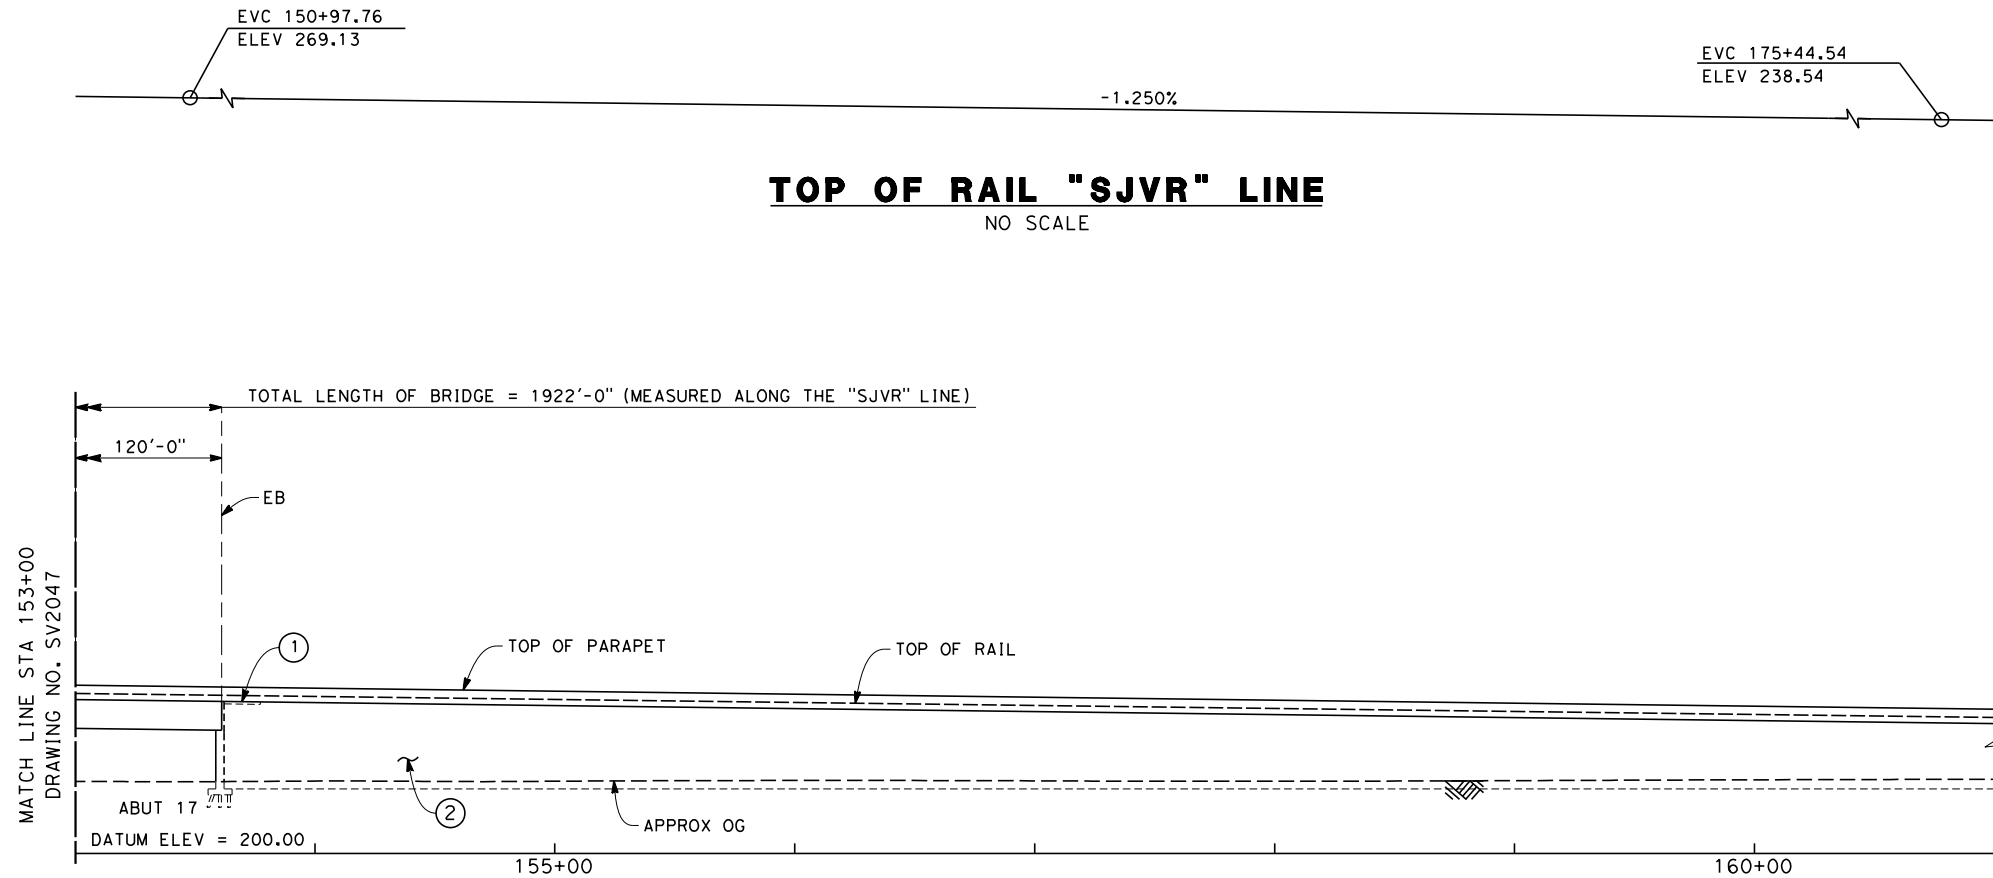 EVC 150+97.76
ELEV 269.13
EVC 175+44.54
ELEV 238.54
-1.250%
TOP OF RAIL "SJVR" LINE
NO SCALE
TOTAL LENGTH OF BRIDGE = 1922'-0" (MEASURED ALONG THE "SJVR" LINE)
120'-0"
EB
MATCH LINE STA 153+00
DRAWING NO. SV2047
1
TOP OF PARAPET
TOP OF RAIL
2
ABUT 17
APPROX OG
DATUM ELEV = 200.00
155+00
160+00